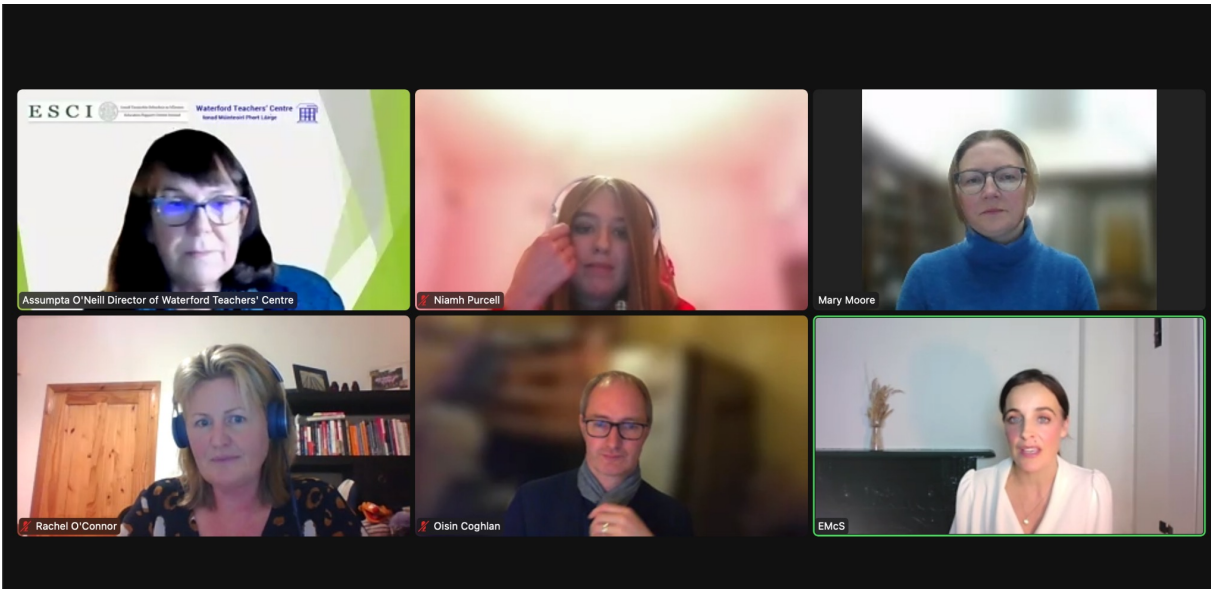 ESCI
Waterford Teachers' Centre
Ionad Múinteoirí Phort Láirge
Assumpta O'Neill Director of Waterford Teachers' Centre
Niamh Purcell
Mary Moore
Rachel O'Connor
Oisin Coghlan
EMcS